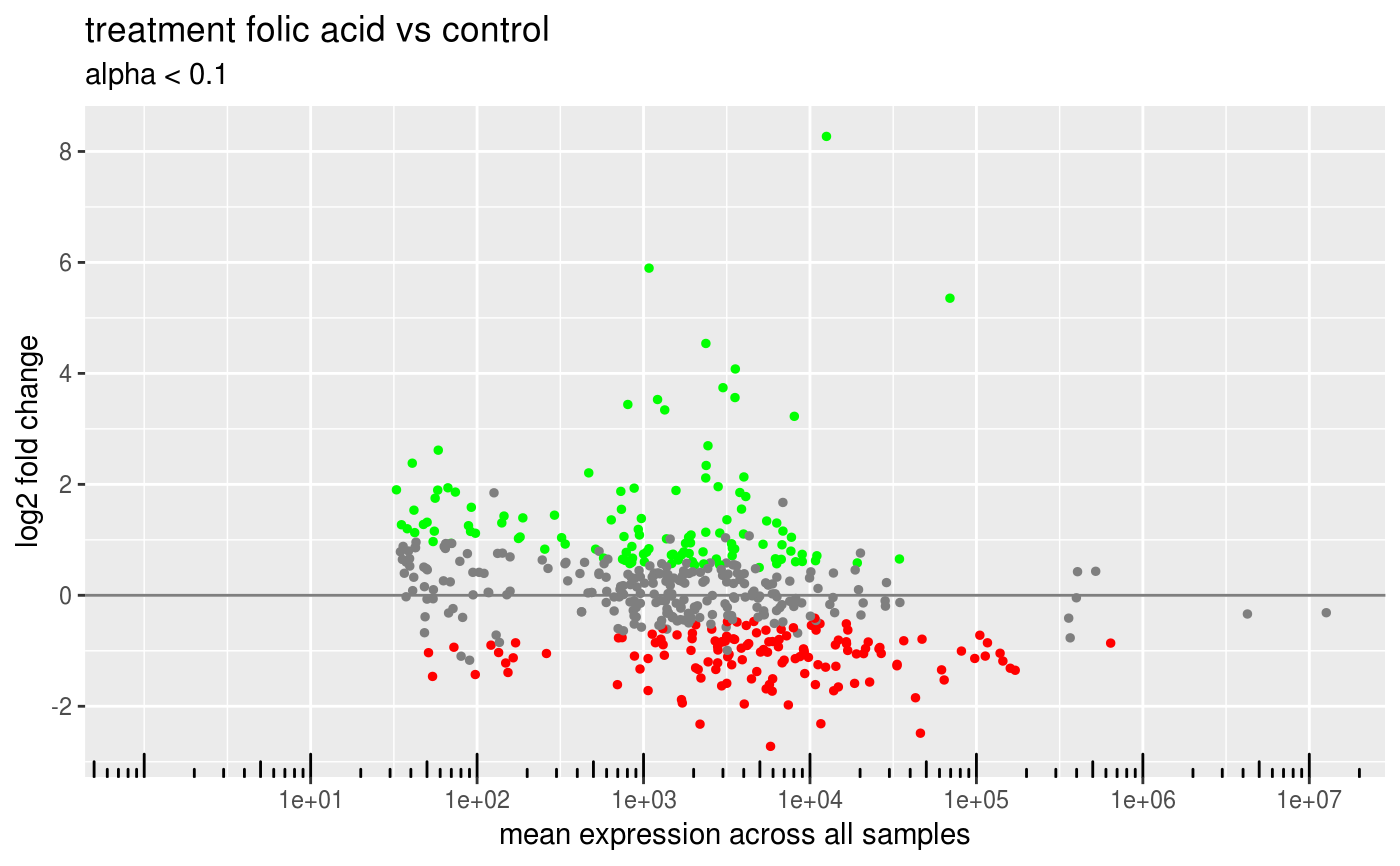 treatment folic acid vs control
alpha < 0.1
log2 fold change
8
6
4
2
0
-2
1e+01 1e+02 1e+03 1e+04 1e+05 1e+06 1e+07
mean expression across all samples